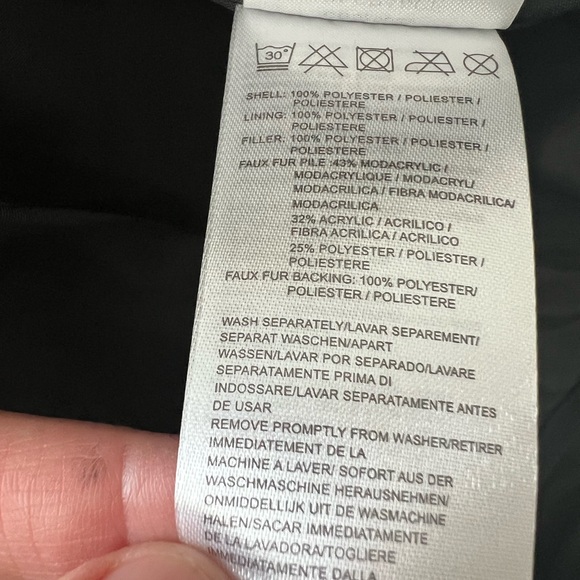 30°
SHELL: 100% POLYESTER / POLIESTER /
POLIESTERE
LINING: 100% POLYESTER / POLIESTER /
POLIESTERE
FILLER: 100% POLYESTER / POLIESTER /
POLIESTERE
FAUX FUR PILE :43% MODACRYLIC /
MODACRYLIQUE / MODACRYL/
MODACRILICA / FIBRA MODACRILICA/
MODACRILICA
32% ACRYLIC / ACRILICO /
FIBRA ACRILICA / ACRILICO
25% POLYESTER / POLIESTER /
POLIESTERE
FAUX FUR BACKING: 100% POLYESTER/
POLIESTER / POLIESTERE
WASH SEPARATELY/LAVAR SEPAREMENT/
SEPARAT WASCHEN/APART
WASSEN/LAVAR POR SEPARADO/LAVARE
SEPARATAMENTE PRIMA DI
INDOSSARE/LAVAR SEPARATAMENTE ANTES
DE USAR
REMOVE PROMPTLY FROM WASHER/RETIRER
IMMEDIATEMENT DE LA
MACHINE A LAVER/ SOFORT AUS DER
WASCHMASCHINE HERAUSNEHMEN/
ONMIDDELLIJK UIT DE WASMACHINE
HALEN/SACAR IMMEDIATAMENTE
DE LA LAVADORA/TOGLIERE
IMMEDIATAMENTE DALLA